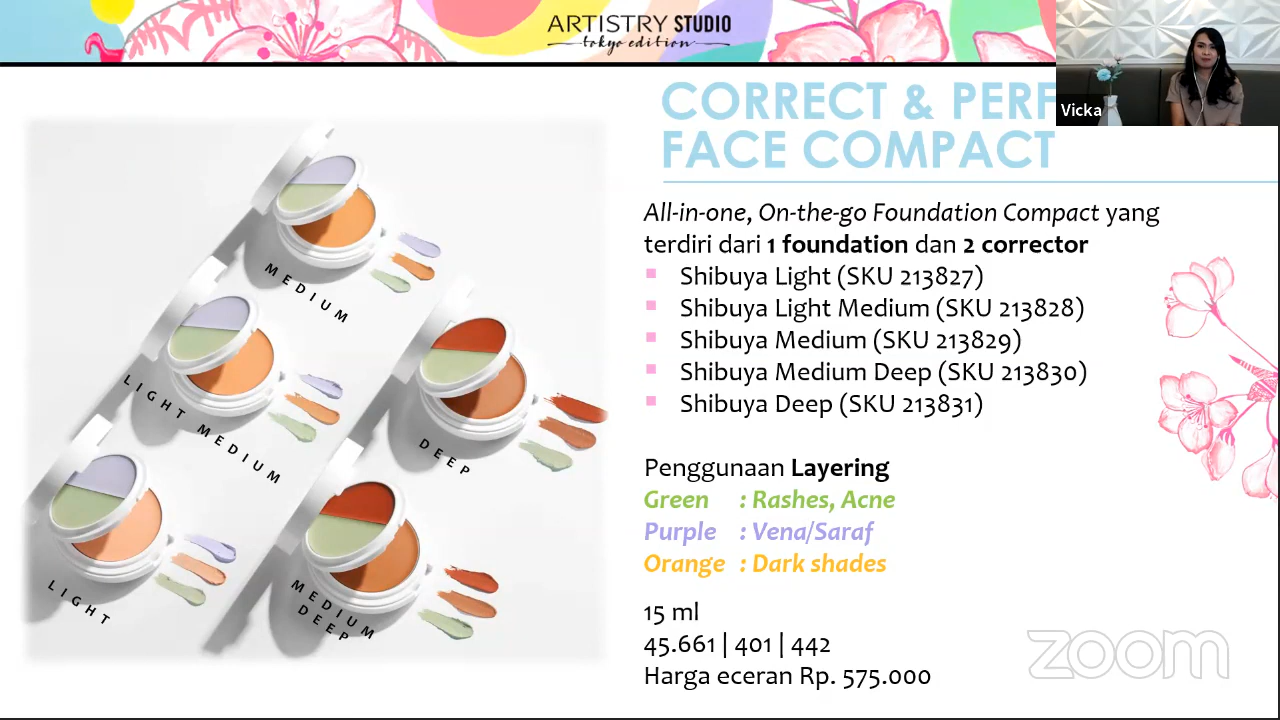 ARTISTRY STUDIO
tokyo edition
CORRECT & PERF
FACE COMPACT
Vicka
All-in-one, On-the-go Foundation Compact yang
terdiri dari 1 foundation dan 2 corrector
Shibuya Light (SKU 213827)
Shibuya Light Medium (SKU 213828)
Shibuya Medium (SKU 213829)
Shibuya Medium Deep (SKU 213830)
Shibuya Deep (SKU 213831)
Penggunaan Layering
Green : Rashes, Acne
Purple : Vena/Saraf
Orange : Dark shades
15 ml
45.661 | 401 | 442
Harga eceran Rp. 575.000
MEDIUM
LIGHT MEDIUM
DEEP
LIGHT
MEDIUM
DEEP
zoom